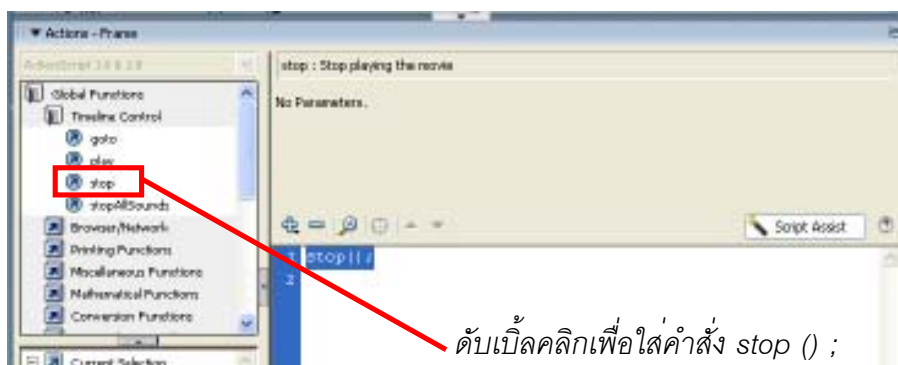 Actions - Frame
stop : Stop playing the movie
Global Functions
No Parameters.
Timeline Control
goto
play
stop
stopAllSounds
Browser/Network
Script Assist
Printing Functions
1 stop();
Miscellaneous Functions
2
Mathematical Functions
Conversion Functions
ดับเบิ้ลคลิกเพื่อใส่คำสั่ง stop () ;
Current Selection